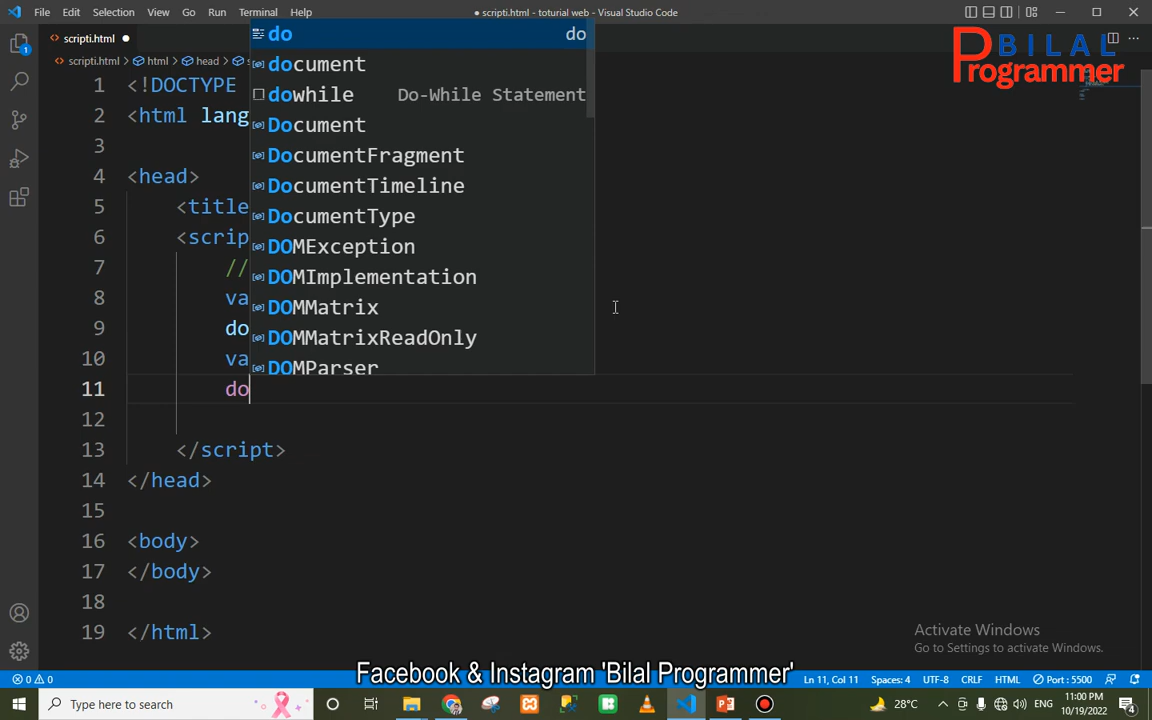 File Edit Selection View Go Run Terminal Help
● scripti.html - toturial web - Visual Studio Code
scripti.html ●
scripti.html > html > head > s
BILAL
Programmer
1 <!DOCTYPE
2 <html lang
3
4 <head>
5 <title
6 <scrip
7 //
8 va
9 do
10 va
11 do
12
13 </script>
14 </head>
15
16 <body>
17 </body>
18
19 </html>
do do
document
dowhile Do-While Statement
Document
DocumentFragment
DocumentTimeline
DocumentType
DOMException
DOMImplementation
DOMMatrix
DOMMatrixReadOnly
DOMParser
1
Activate Windows
Go to Settings to activate Windows.
Facebook & Instagram 'Bilal Programmer'
0 0 Ln 11, Col 11 Spaces: 4 UTF-8 CRLF HTML Port : 5500
Type here to search
28°C ENG 11:00 PM 10/19/2022 4